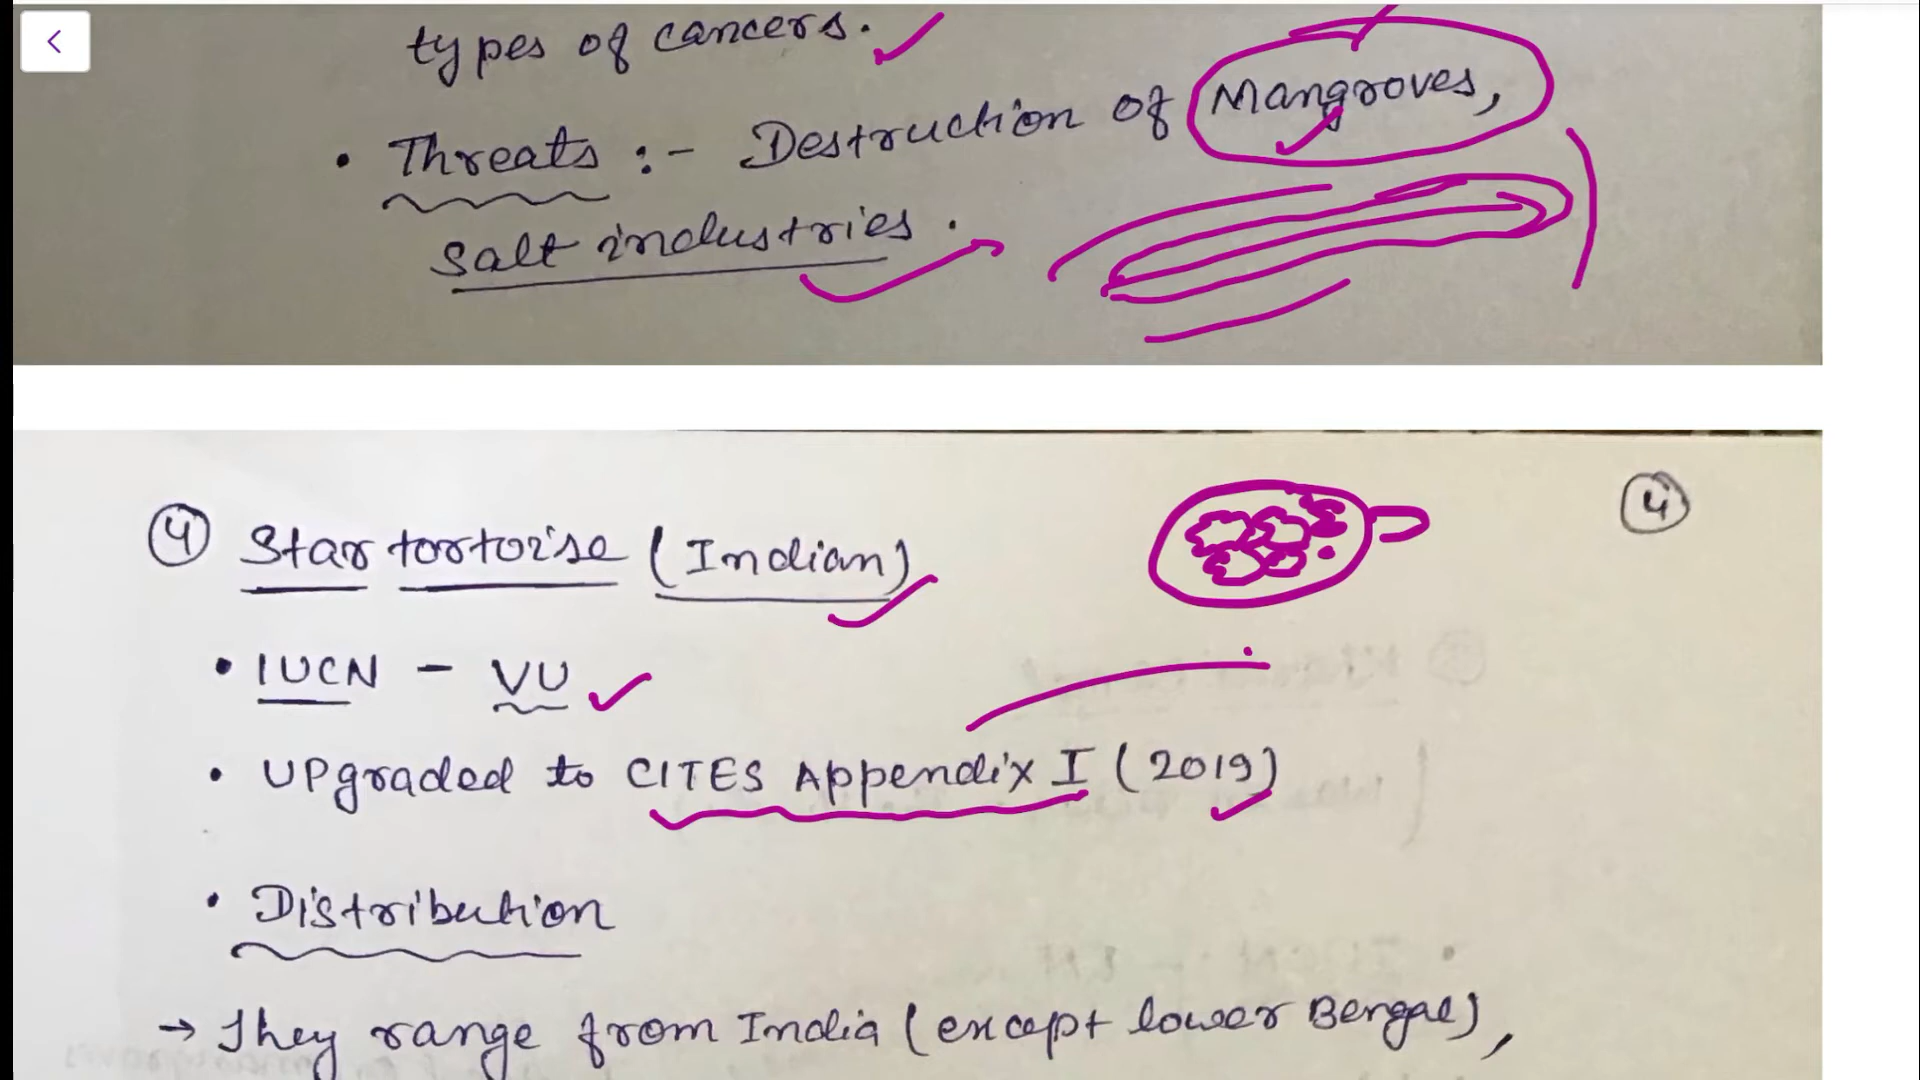 types of cancers.
• Threats :- Destruction of Mangroves,
salt industries.
4
④ Star tortoise (Indian)
• IUCN - VU
• Upgraded to CITES Appendix I (2019)
• Distribution
→ They range from India (except lower Bengal),